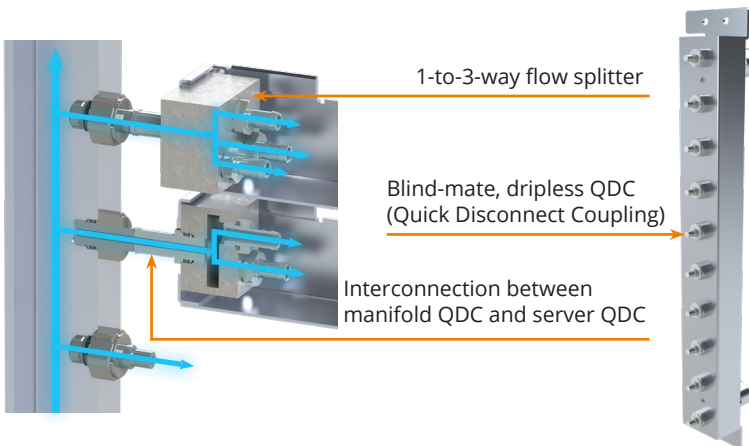 1-to-3-way flow splitter
Blind-mate, dripless QDC
(Quick Disconnect Coupling)
Interconnection between
manifold QDC and server QDC